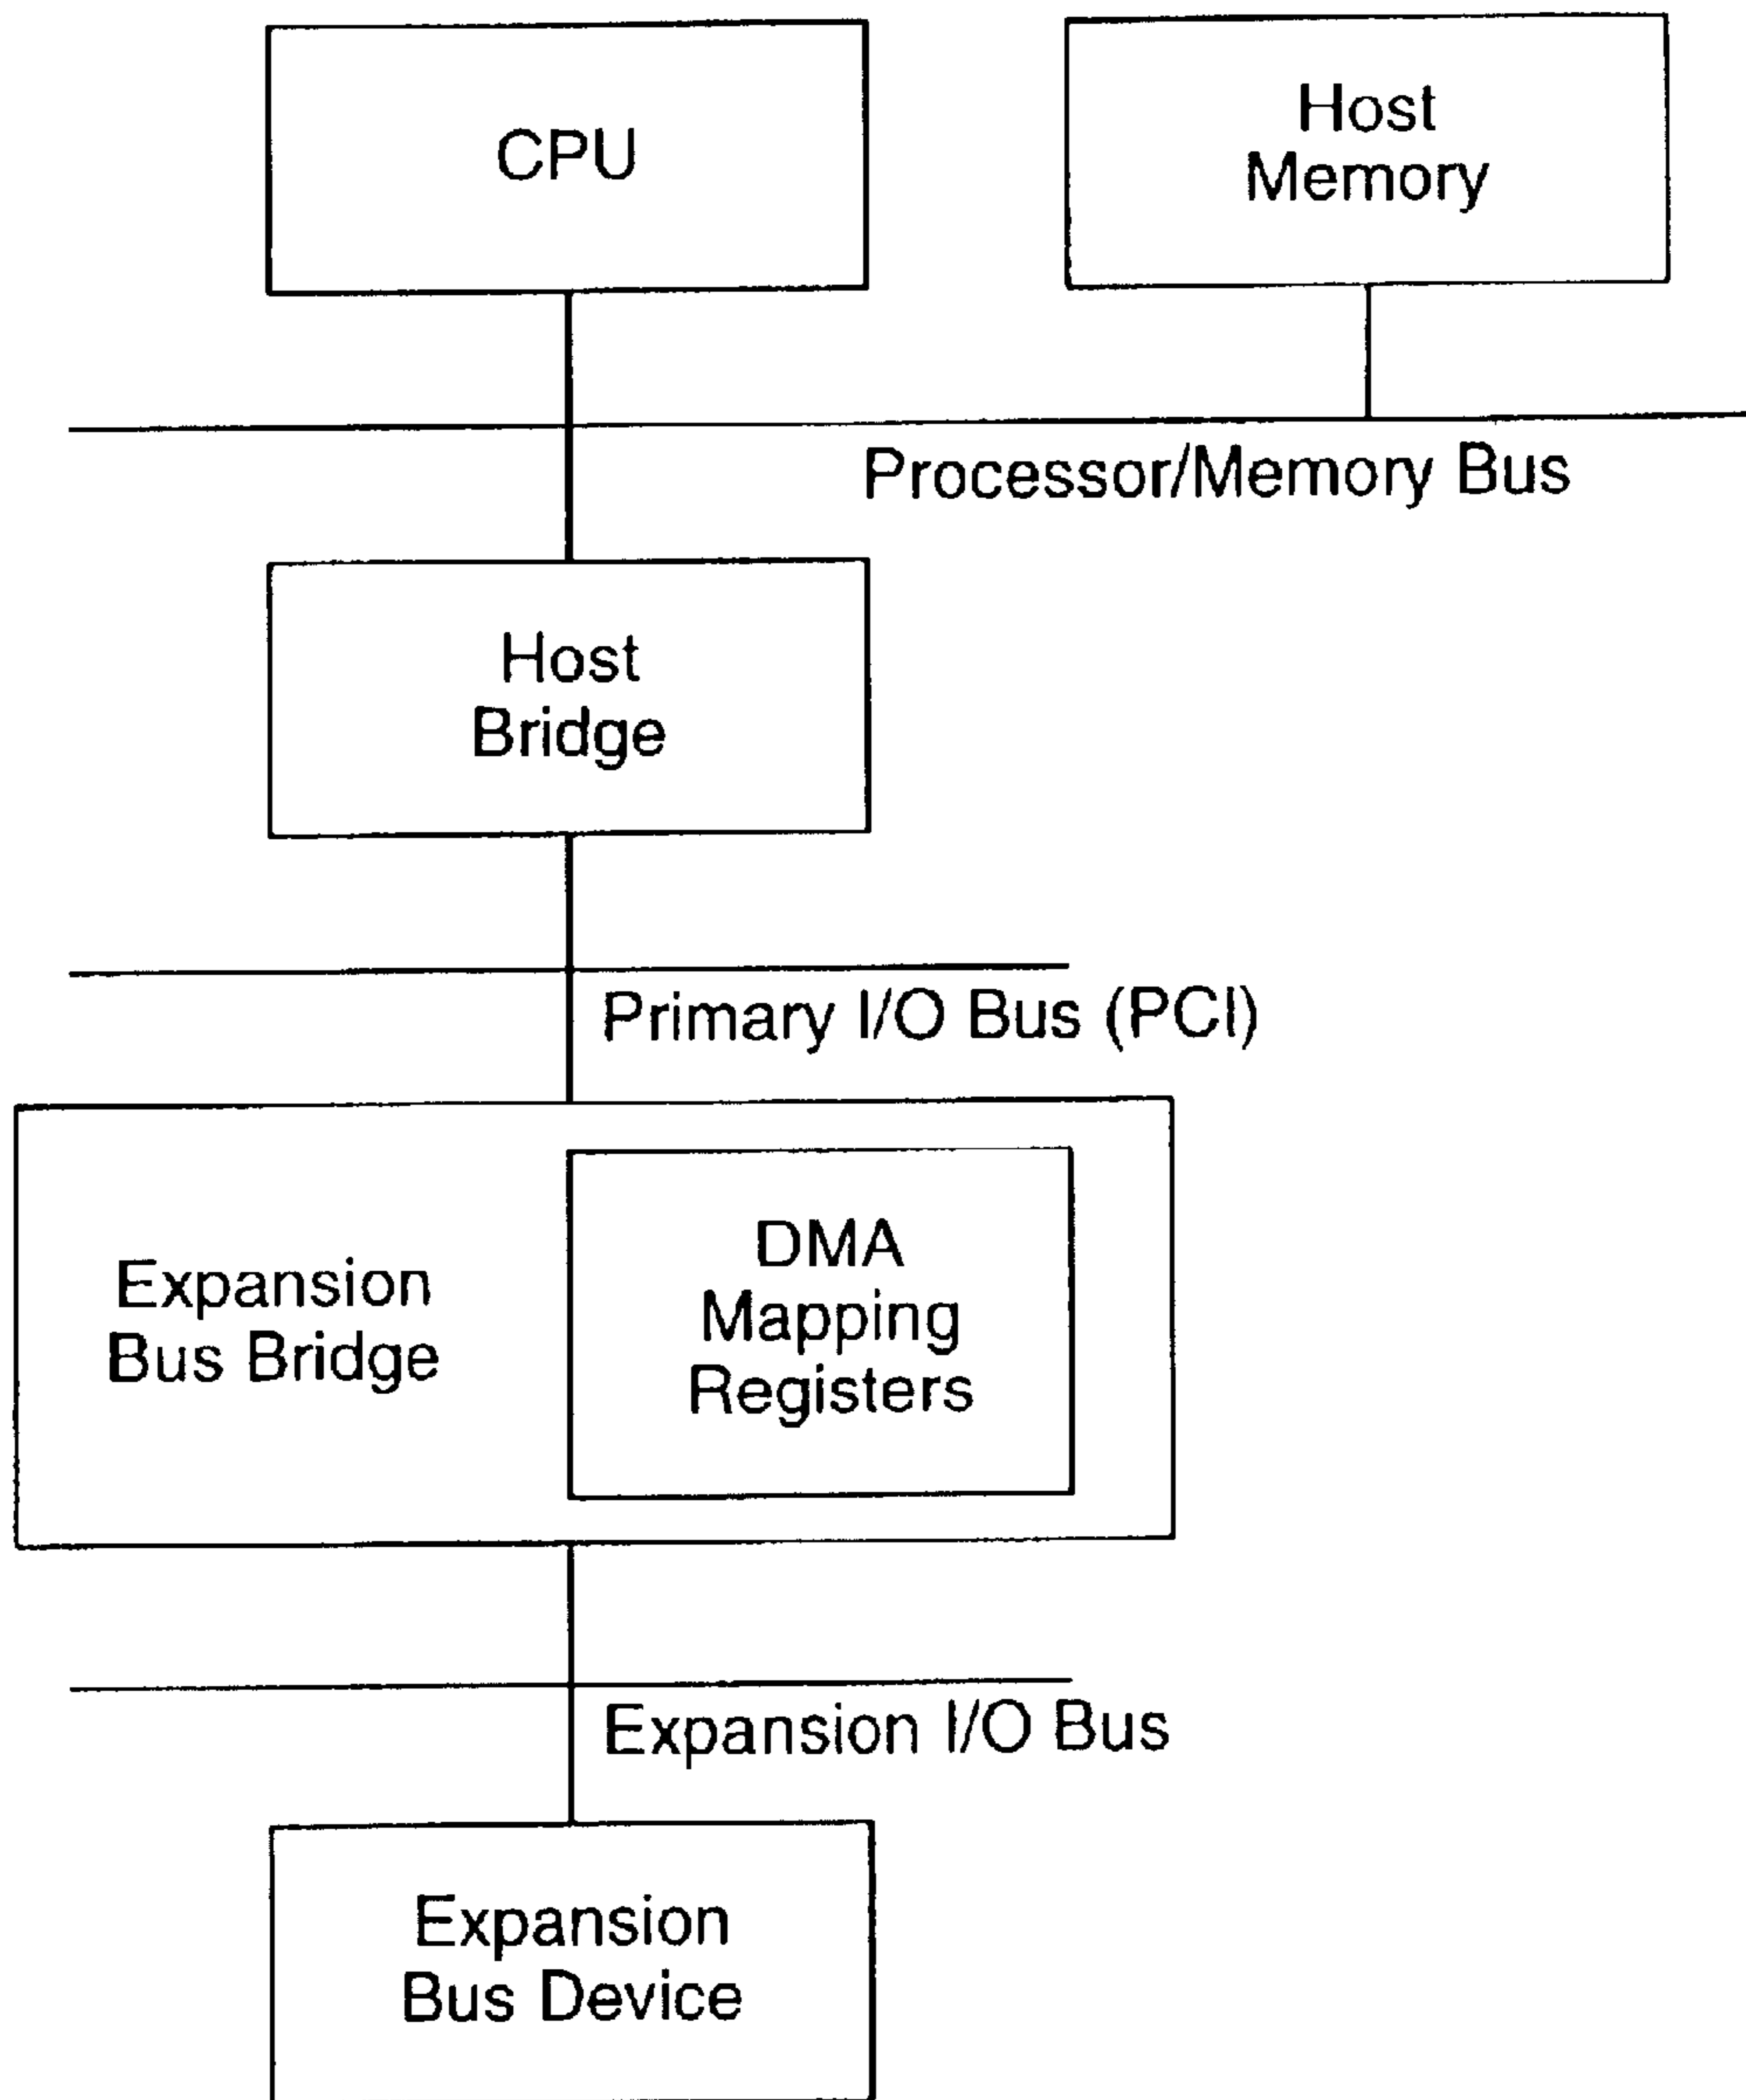 CPU
Host
Memory
Processor/Memory Bus
Host
Bridge
Primary I/O Bus (PCI)
Expansion
Bus Bridge
DMA
Mapping
Registers
Expansion I/O Bus
Expansion
Bus Device